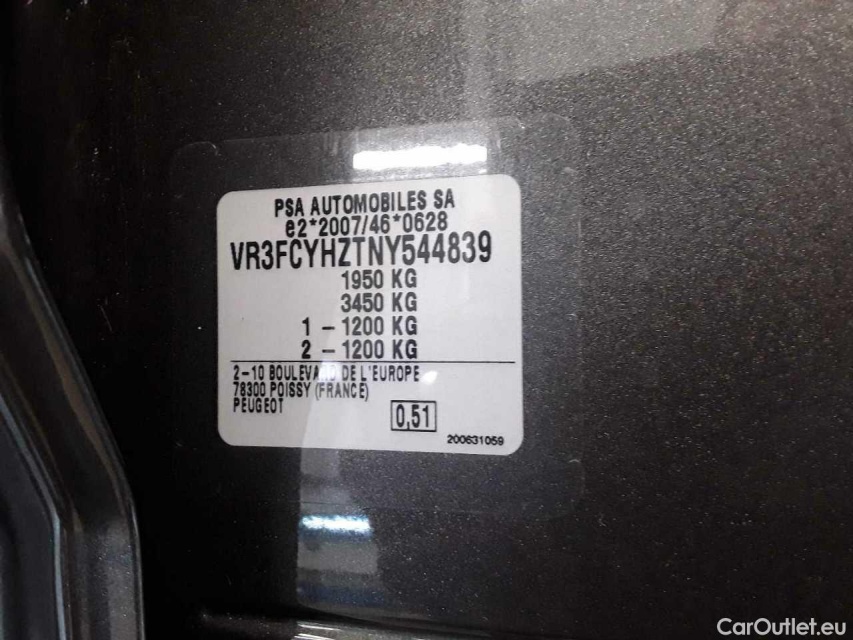 PSA AUTOMOBILES SA
e2*2007/46*0628
VR3FCYHZTNY544839
1950 KG
3450 KG
1 – 1200 KG
2 – 1200 KG
2–10 BOULEVARD DE L'EUROPE
78300 POISSY (FRANCE)
PEUGEOT
0,51
200631059
CarOutlet.eu